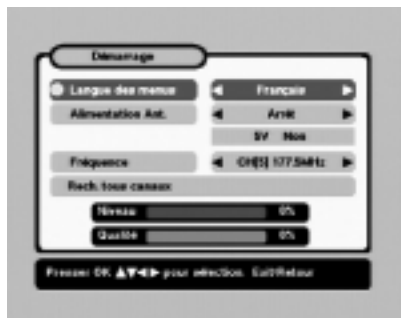 Démarrage
Langue des menus ◀ Français ▶
Alimentation Ant. ◀ Arrêt ▶
5V Non
Fréquence ◀ CH[5] 177.5MHz ▶
Rech. tous canaux
Niveau 0%
Qualité 0%
Presser OK ▲▼◀▶ pour sélection. Exit/Retour